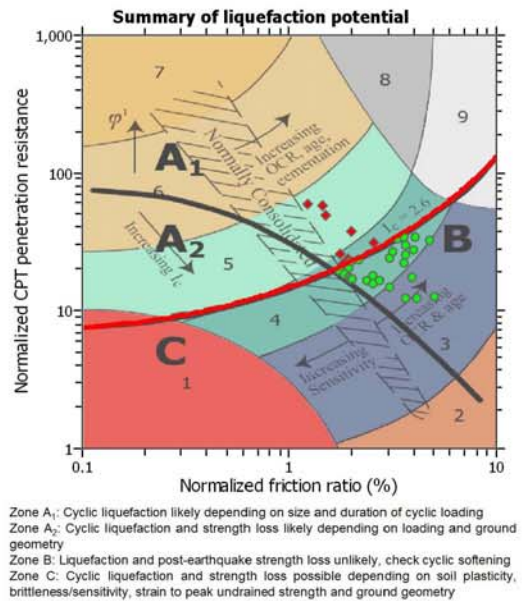 Summary of liquefaction potential
Normalized CPT penetration resistance
1,000
100
10
1
7
8
9
φ'
A1
Increasing
OCR, age,
cementation
Normally Consolidated
6
A2
Increasing Ic
5
Ic = 2.6
B
4
C
1
Increasing
Sensitivity
Increasing
OCR & age
3
2
0.1
1
10
Normalized friction ratio (%)
Zone A1: Cyclic liquefaction likely depending on size and duration of cyclic loading
Zone A2: Cyclic liquefaction and strength loss likely depending on loading and ground
geometry
Zone B: Liquefaction and post-earthquake strength loss unlikely, check cyclic softening
Zone C: Cyclic liquefaction and strength loss possible depending on soil plasticity,
brittleness/sensitivity, strain to peak undrained strength and ground geometry